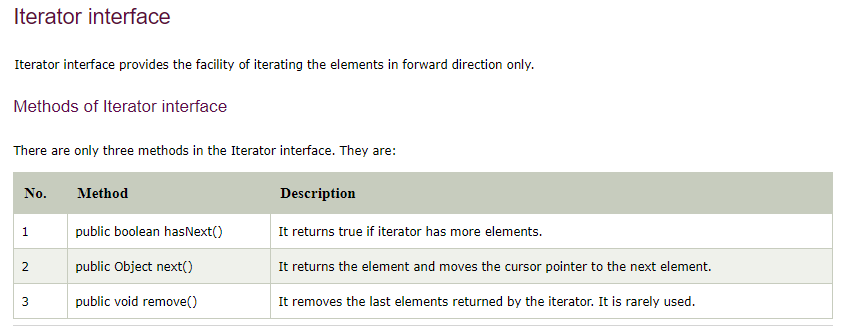 Iterator interface
Iterator interface provides the facility of iterating the elements in forward direction only.
Methods of Iterator interface
There are only three methods in the Iterator interface. They are:
No. Method Description
1 public boolean hasNext() It returns true if iterator has more elements.
2 public Object next() It returns the element and moves the cursor pointer to the next element.
3 public void remove() It removes the last elements returned by the iterator. It is rarely used.